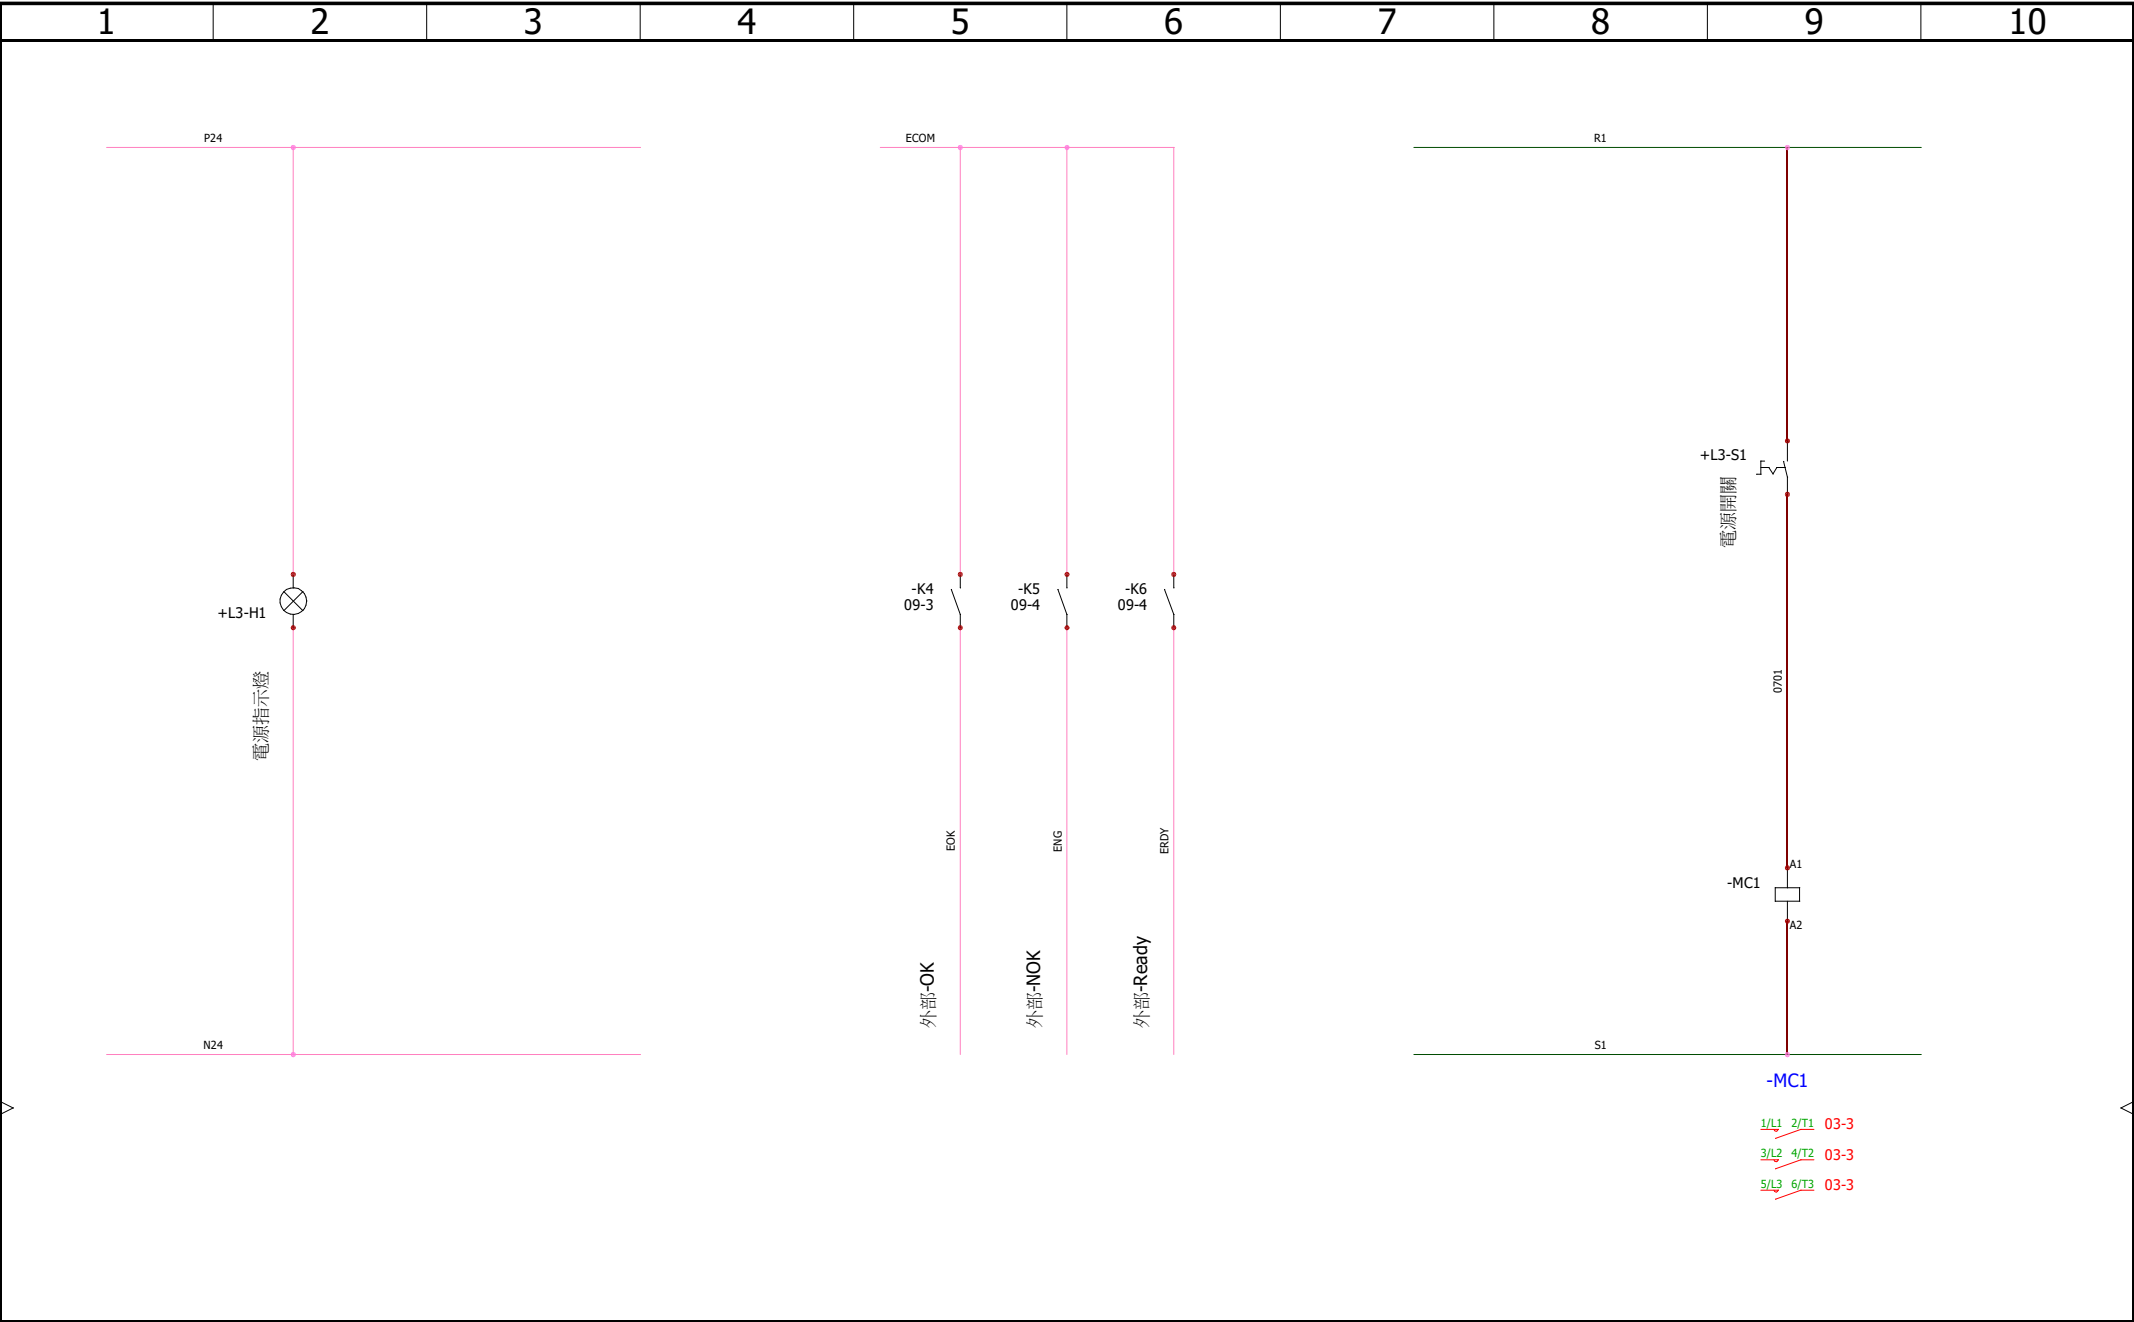 1 2 3 4 5 6 7 8 9 10
P24
ECOM
R1
+L3-S1
電源開關
-K4
09-3
-K5
09-4
-K6
09-4
+L3-H1
電源指示燈
0701
EOK
ENG
ERDY
A1
-MC1
A2
外部-OK
外部-NOK
外部-Ready
N24
S1
-MC1
1/L1 2/T1 03-3
3/L2 4/T2 03-3
5/L3 6/T3 03-3